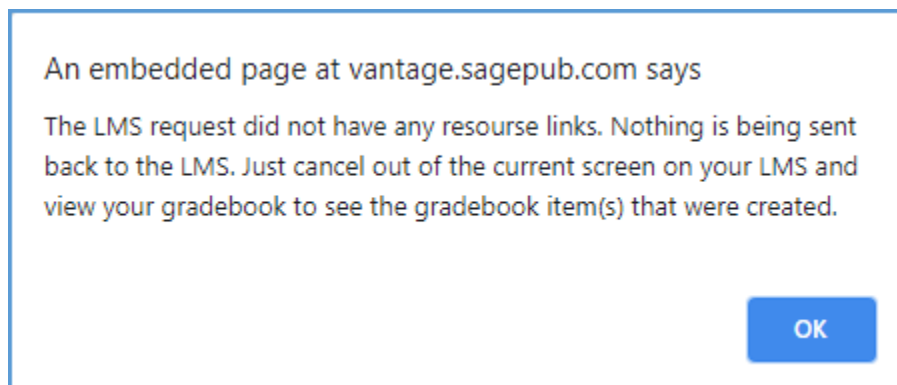 An embedded page at vantage.sagepub.com says
The LMS request did not have any resourse links. Nothing is being sent
back to the LMS. Just cancel out of the current screen on your LMS and
view your gradebook to see the gradebook item(s) that were created.
OK